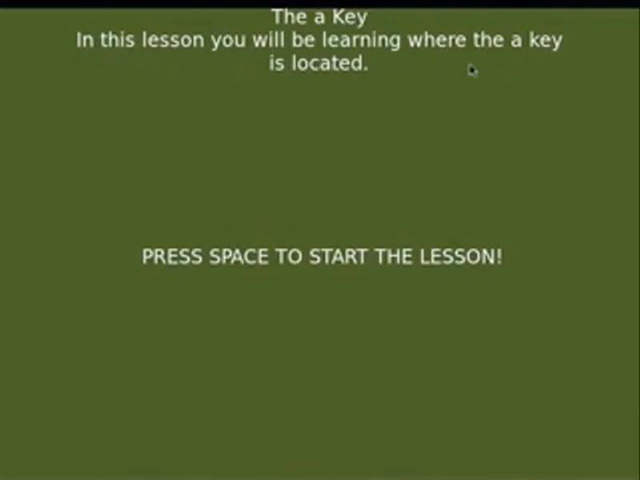 The a Key
In this lesson you will be learning where the a key
is located.
PRESS SPACE TO START THE LESSON!